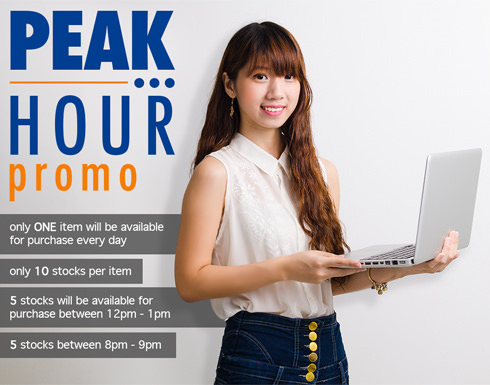 PEAK
HOUR
promo
only ONE item will be available
for purchase every day
only 10 stocks per item
5 stocks will be available for
purchase between 12pm - 1pm
5 stocks between 8pm - 9pm